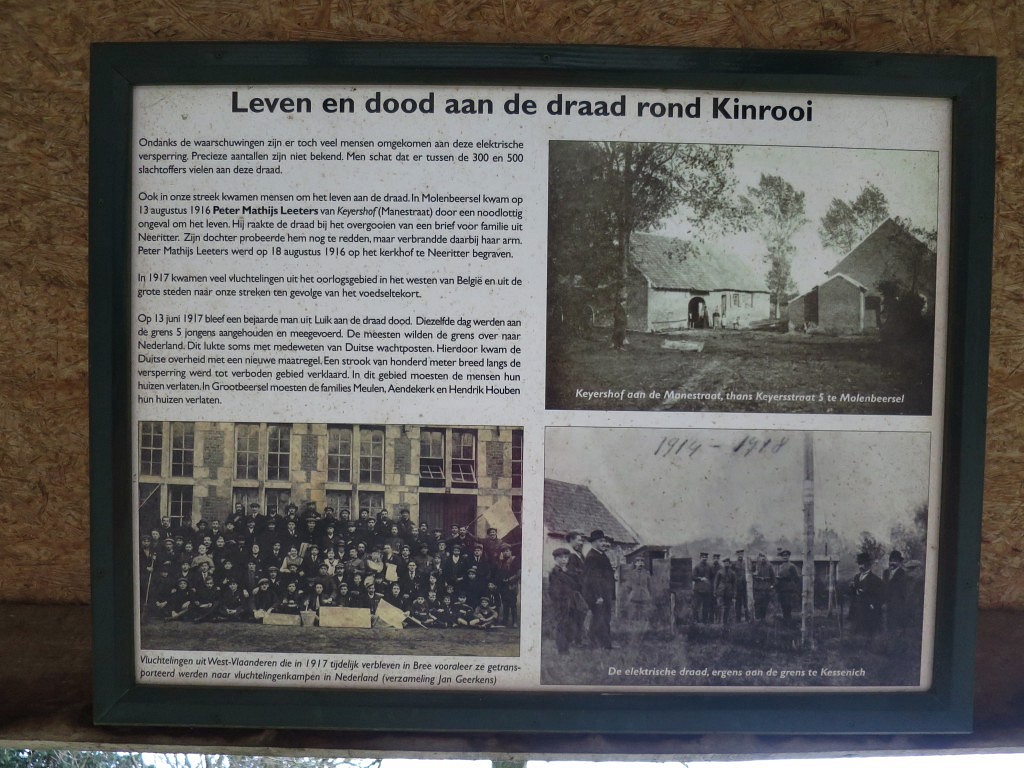 Leven en dood aan de draad rond Kinrooi
Ondanks de waarschuwingen zijn er toch veel mensen omgekomen aan deze elektrische
versperring. Precieze aantallen zijn niet bekend. Men schat dat er tussen de 300 en 500
slachtoffers vielen aan deze draad.
Ook in onze streek kwamen mensen om het leven aan de draad. In Molenbeersel kwam op
13 augustus 1916 Peter Mathijs Leeters van Keyershof (Manestraat) door een noodlottig
ongeval om het leven. Hij raakte de draad bij het overgooien van een brief voor familie uit
Neeritter. Zijn dochter probeerde hem nog te redden, maar verbrandde daarbij haar arm.
Peter Mathijs Leeters werd op 18 augustus 1916 op het kerkhof te Neeritter begraven.
In 1917 kwamen veel vluchtelingen uit het oorlogsgebied in het westen van België en uit de
grote steden naar onze streken ten gevolge van het voedseltekort.
Op 13 juni 1917 bleef een bejaarde man uit Luik aan de draad dood. Diezelfde dag werden aan
de grens 5 jongens aangehouden en meegevoerd. De meesten wilden de grens over naar
Nederland. Dit lukte soms met medeweten van Duitse wachtposten. Hierdoor kwam de
Duitse overheid met een nieuwe maatregel. Een strook van honderd meter breed langs de
versperring werd tot verboden gebied verklaard. In dit gebied moesten de mensen hun
huizen verlaten. In Grootbeersel moesten de families Meulen, Aendekerk en Hendrik Houben
hun huizen verlaten.
Keyershof aan de Manestraat, thans Keyersstraat 5 te Molenbeersel
1914 - 1918
Vluchtelingen uit West-Vlaanderen die in 1917 tijdelijk verbleven in Bree vooraleer ze getrans-
porteerd werden naar vluchtelingenkampen in Nederland (verzameling Jan Geerkens)
De elektrische draad, ergens aan de grens te Kessenich